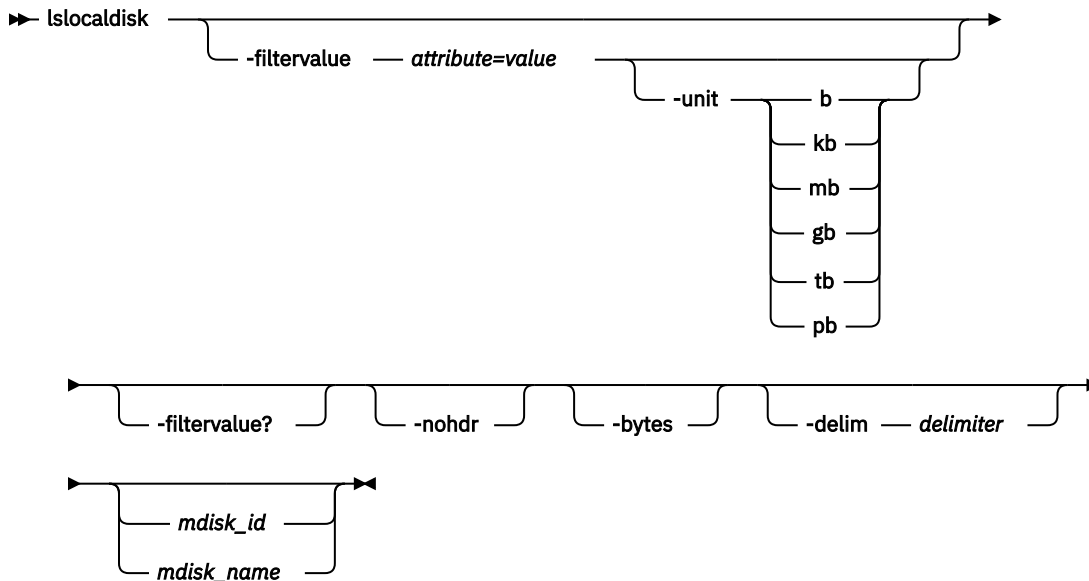 lslocaldisk
-filtervalue attribute=value
-unit b
kb
mb
gb
tb
pb
-filtervalue? -nohdr -bytes -delim delimiter
mdisk_id
mdisk_name